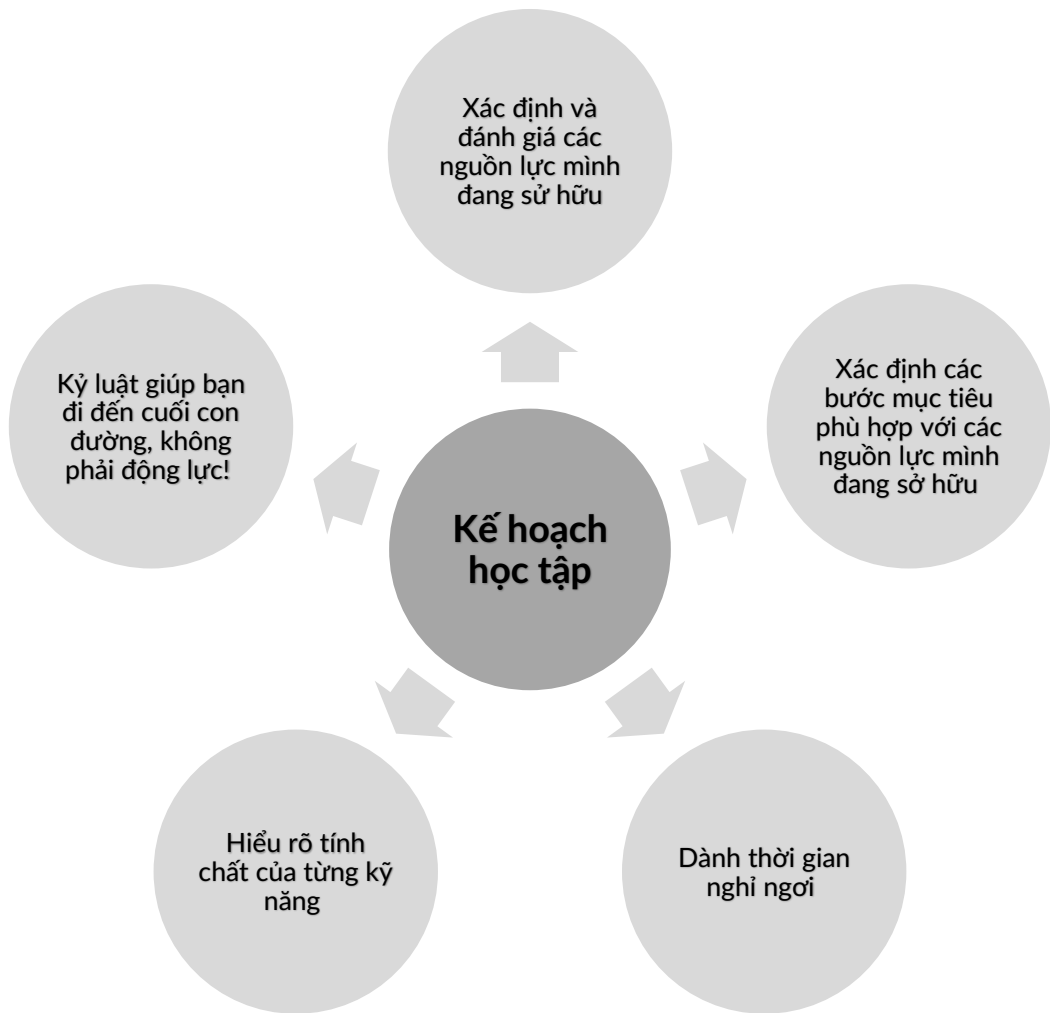 Xác định và
đánh giá các
nguồn lực mình
đang sử hữu
Xác định các
bước mục tiêu
phù hợp với các
nguồn lực mình
đang sở hữu
Dành thời gian
nghỉ ngơi
Hiểu rõ tính
chất của từng kỹ
năng
Kỷ luật giúp bạn
đi đến cuối con
đường, không
phải động lực!
Kế hoạch
học tập